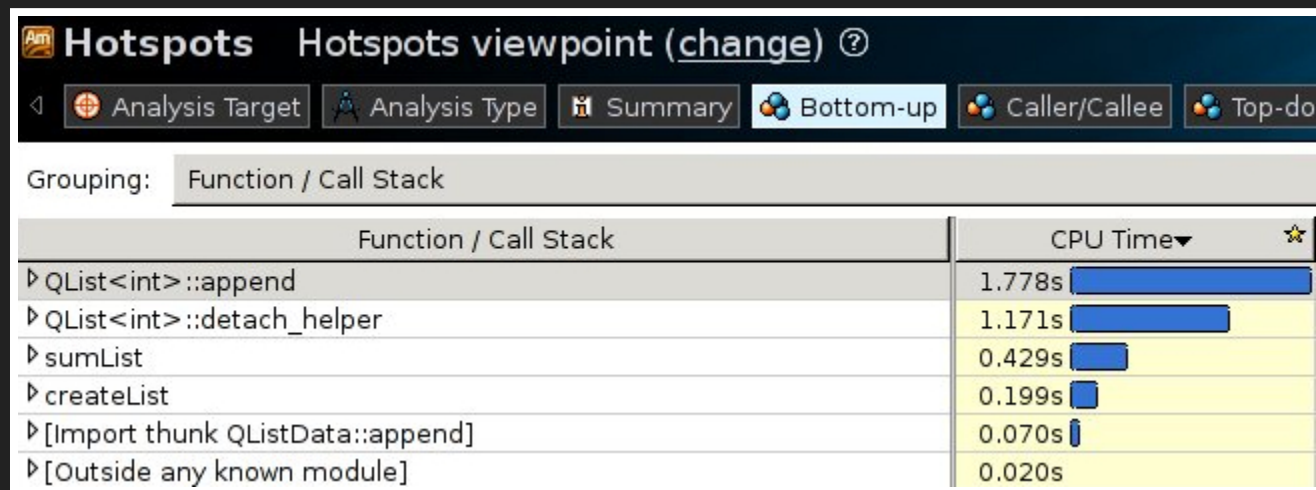 Am Hotspots Hotspots viewpoint (change) ?
Analysis Target Analysis Type Summary Bottom-up Caller/Callee Top-do
Grouping: Function / Call Stack
Function / Call Stack CPU Time
QList<int>::append 1.778s
QList<int>::detach_helper 1.171s
sumList 0.429s
createList 0.199s
[Import thunk QListData::append] 0.070s
[Outside any known module] 0.020s